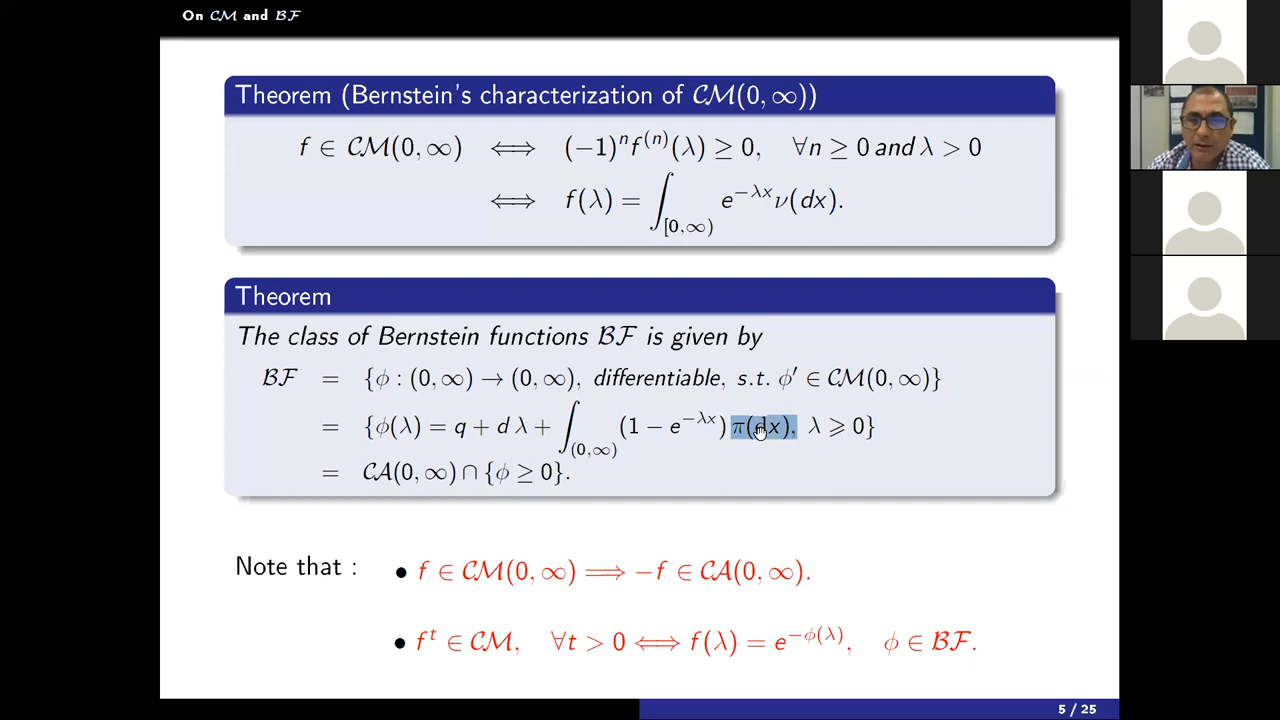 On 𝒞ℳ and ℬℱ
Theorem (Bernstein's characterization of 𝒞ℳ(0, ∞))
f ∈ 𝒞ℳ(0, ∞) ⟺ (−1)ⁿf⁽ⁿ⁾(λ) ≥ 0, ∀n ≥ 0 and λ > 0
⟺ f(λ) = ∫_{[0,∞)} e^{−λx}ν(dx).
Theorem
The class of Bernstein functions ℬℱ is given by
ℬℱ = {ϕ : (0, ∞) → (0, ∞), differentiable, s.t. ϕ′ ∈ 𝒞ℳ(0, ∞)}
= {ϕ(λ) = q + d λ + ∫_{(0,∞)} (1 − e^{−λx}) π(dx), λ ⩾ 0}
= 𝒞𝒜(0, ∞) ∩ {ϕ ≥ 0}.
Note that : • f ∈ 𝒞ℳ(0, ∞) ⟹ −f ∈ 𝒞𝒜(0, ∞).
• fᵗ ∈ 𝒞ℳ, ∀t > 0 ⟺ f(λ) = e^{−ϕ(λ)}, ϕ ∈ ℬℱ.
5 / 25